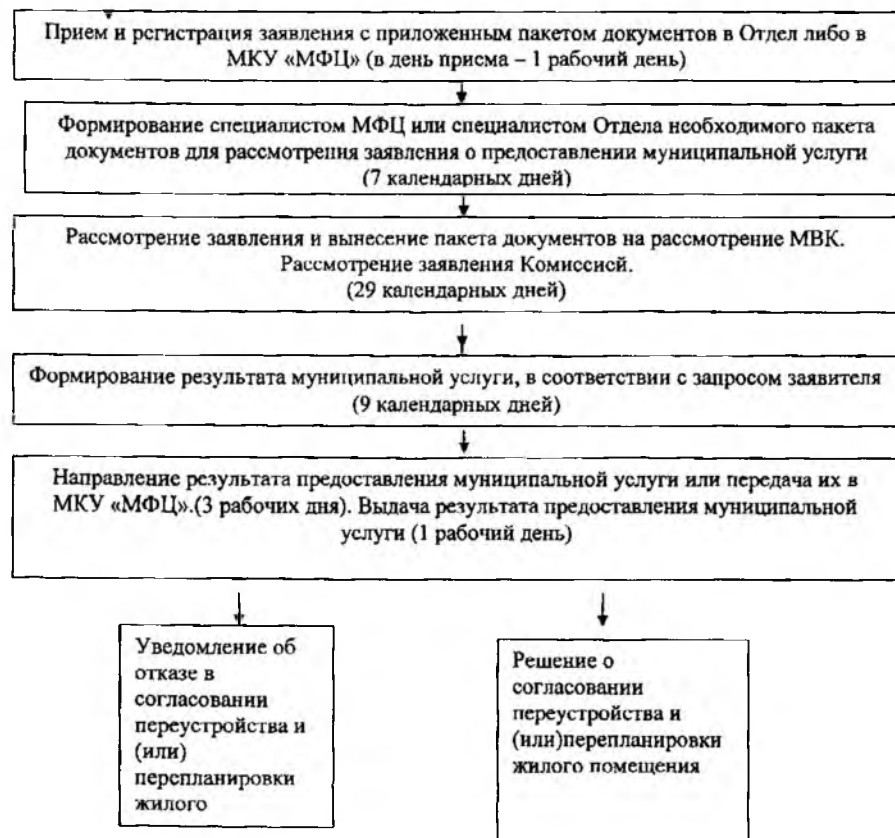 Прием и регистрация заявления с приложенным пакетом документов в Отдел либо в
МКУ «МФЦ» (в день приема – 1 рабочий день)
Формирование специалистом МФЦ или специалистом Отдела необходимого пакета
документов для рассмотрения заявления о предоставлении муниципальной услуги
(7 календарных дней)
Рассмотрение заявления и вынесение пакета документов на рассмотрение МВК.
Рассмотрение заявления Комиссией.
(29 календарных дней)
Формирование результата муниципальной услуги, в соответствии с запросом заявителя
(9 календарных дней)
Направление результата предоставления муниципальной услуги или передача их в
МКУ «МФЦ».(3 рабочих дня). Выдача результата предоставления муниципальной
услуги (1 рабочий день)
Уведомление об
отказе в
согласовании
переустройства и
(или)
перепланировки
жилого
Решение о
согласовании
переустройства и
(или)перепланировки
жилого помещения